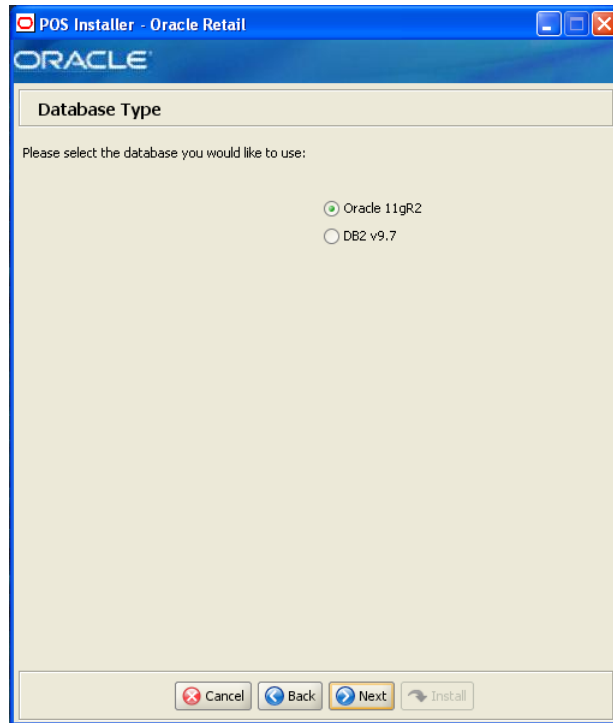 POS Installer - Oracle Retail
ORACLE
Database Type
Please select the database you would like to use:
Oracle 11gR2
DB2 v9.7
Cancel Back Next Install